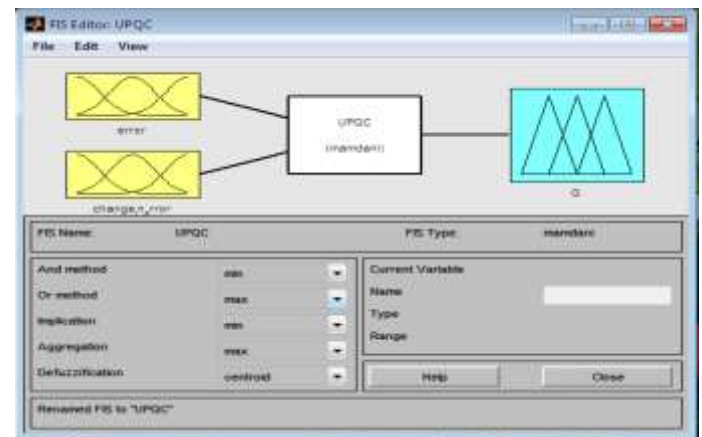 FIS Editor: UPQC
File Edit View
error
UPQC
(mamdani)
G
FIS Name: UPQC FIS Type: mamdani
And method min
Or method max
Implication min
Aggregation max
Defuzzification centroid
Current Variable
Name
Type
Range
Help Close
Renamed FIS to "UPQC"